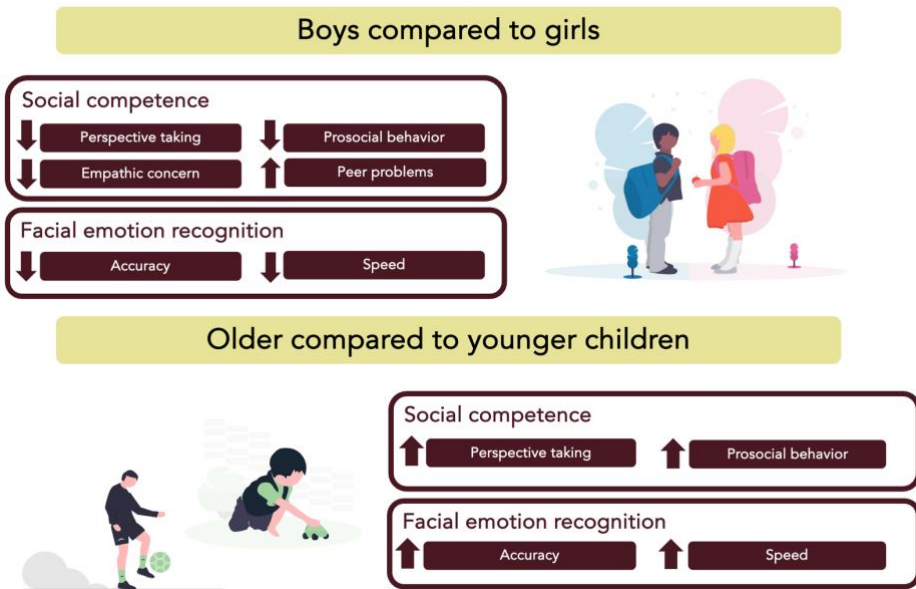 Boys compared to girls
Social competence
Perspective taking Prosocial behavior
Empathic concern Peer problems
Facial emotion recognition
Accuracy Speed
Older compared to younger children
Social competence
Perspective taking Prosocial behavior
Facial emotion recognition
Accuracy Speed